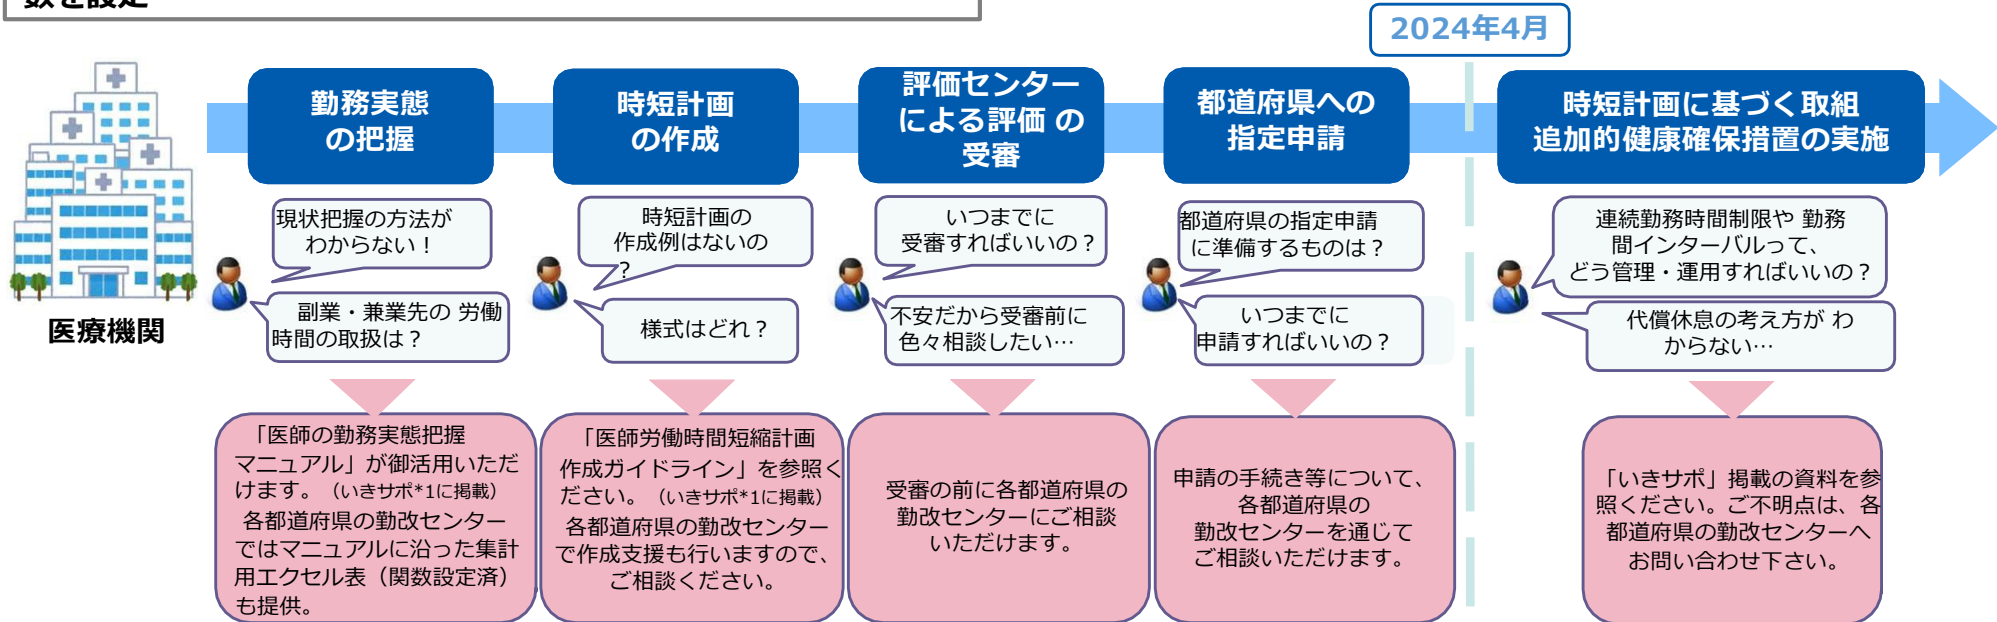 数を設定
2024年4月
勤務実態
の把握
時短計画
の作成
評価センター
による評価 の
受審
都道府県への
指定申請
時短計画に基づく取組
追加的健康確保措置の実施
医療機関
現状把握の方法が
わからない！
副業・兼業先の 労働
時間の取扱は？
時短計画の
作成例はないの
？
様式はどれ？
いつまでに
受審すればいいの？
不安だから受審前に
色々相談したい…
都道府県の指定申請
に準備するものは？
いつまでに
申請すればいいの？
連続勤務時間制限や 勤務
間インターバルって、
どう管理・運用すればいいの？
代償休息の考え方が わ
からない…
「医師の勤務実態把握
マニュアル」が御活用いただ
けます。（いきサポ*1に掲載）
各都道府県の勤改センター
ではマニュアルに沿った集計
用エクセル表（関数設定済）
も提供。
「医師労働時間短縮計画
作成ガイドライン」を参照く
ださい。（いきサポ*1に掲載）
各都道府県の勤改センター
で作成支援も行いますので、
ご相談ください。
受審の前に各都道府県の
勤改センターにご相談
いただけます。
申請の手続き等について、
各都道府県の
勤改センターを通じて
ご相談いただけます。
「いきサポ」掲載の資料を参
照ください。ご不明点は、各
都道府県の勤改センターへ
お問い合わせ下さい。